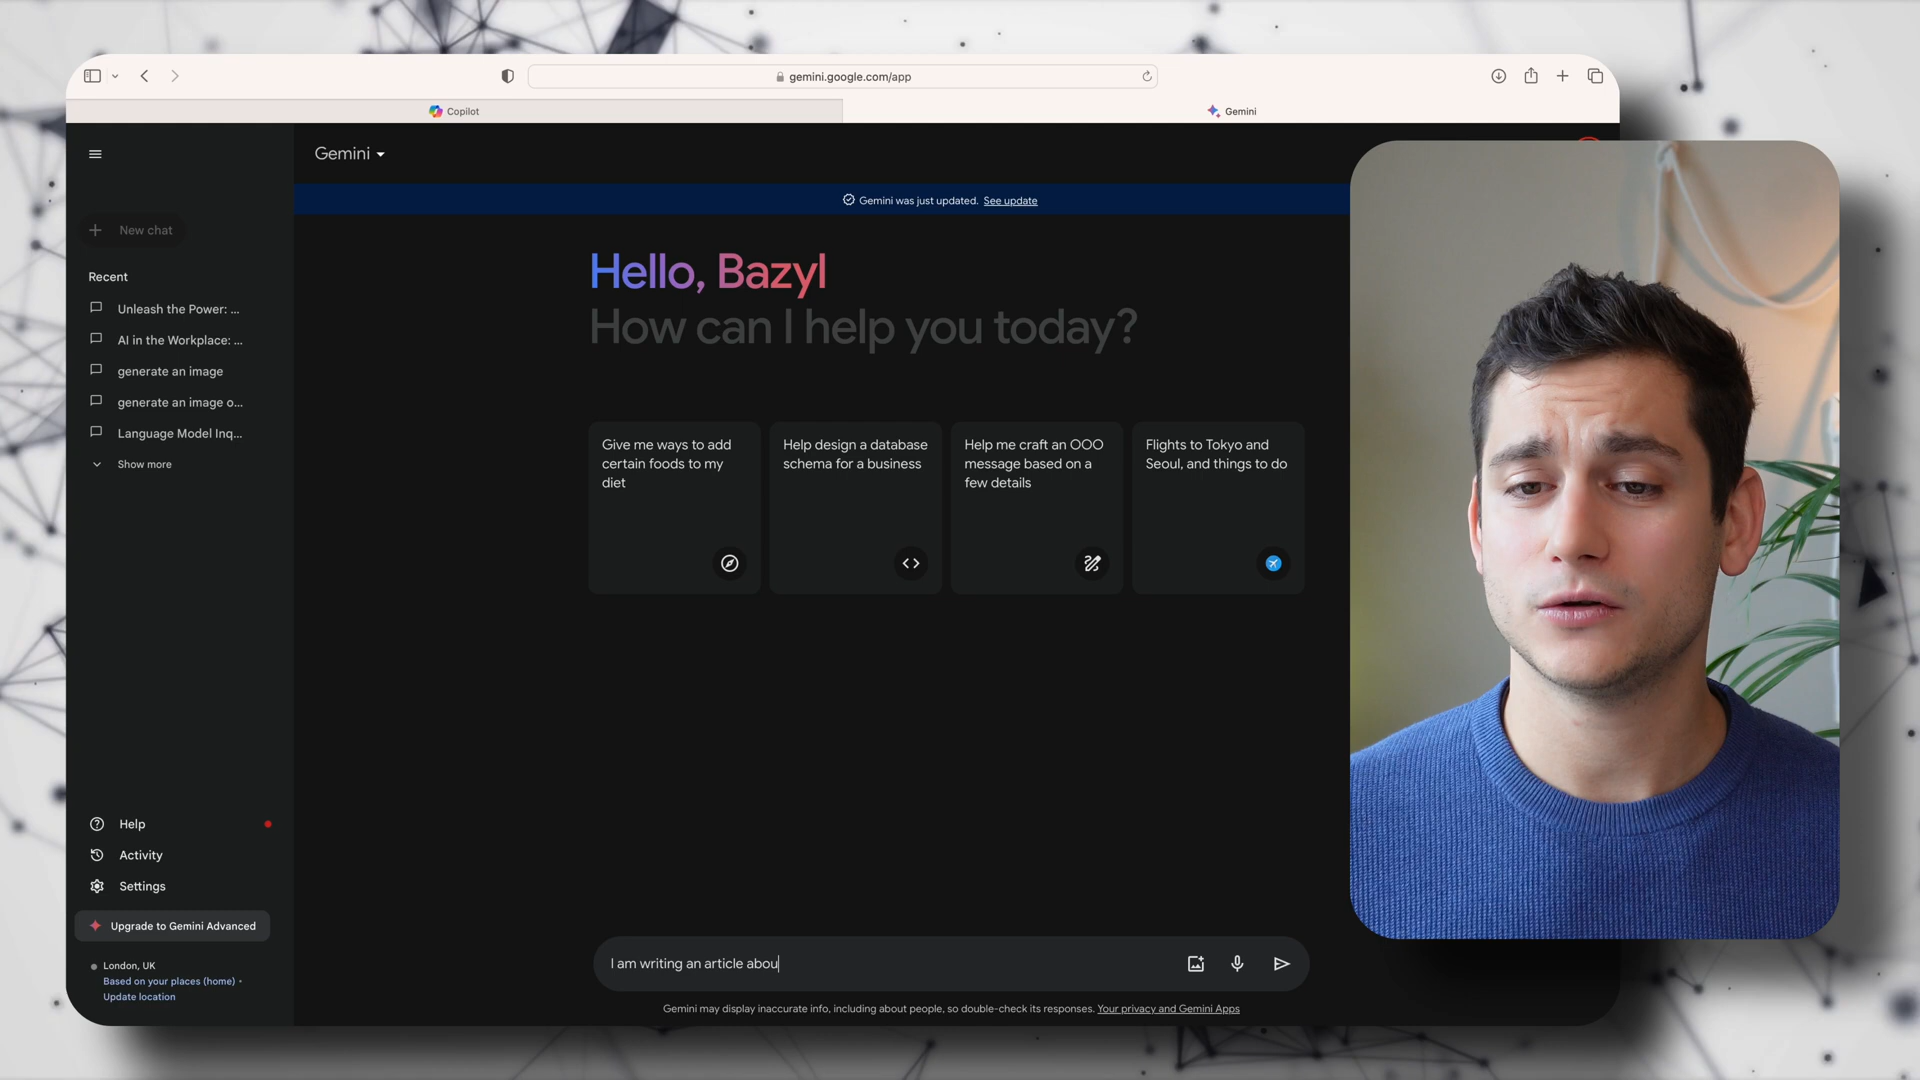 gemini.google.com/app
Copilot
Gemini
Gemini
Gemini was just updated. See update
New chat
Recent
Unleash the Power: ...
AI in the Workplace: ...
generate an image
generate an image o...
Language Model Inq...
Show more
Hello, Bazyl
How can I help you today?
Give me ways to add
certain foods to my
diet
Help design a database
schema for a business
Help me craft an OOO
message based on a
few details
Flights to Tokyo and
Seoul, and things to do
Help
Activity
Settings
Upgrade to Gemini Advanced
London, UK
Based on your places (home) •
Update location
I am writing an article abou
Gemini may display inaccurate info, including about people, so double-check its responses. Your privacy and Gemini Apps